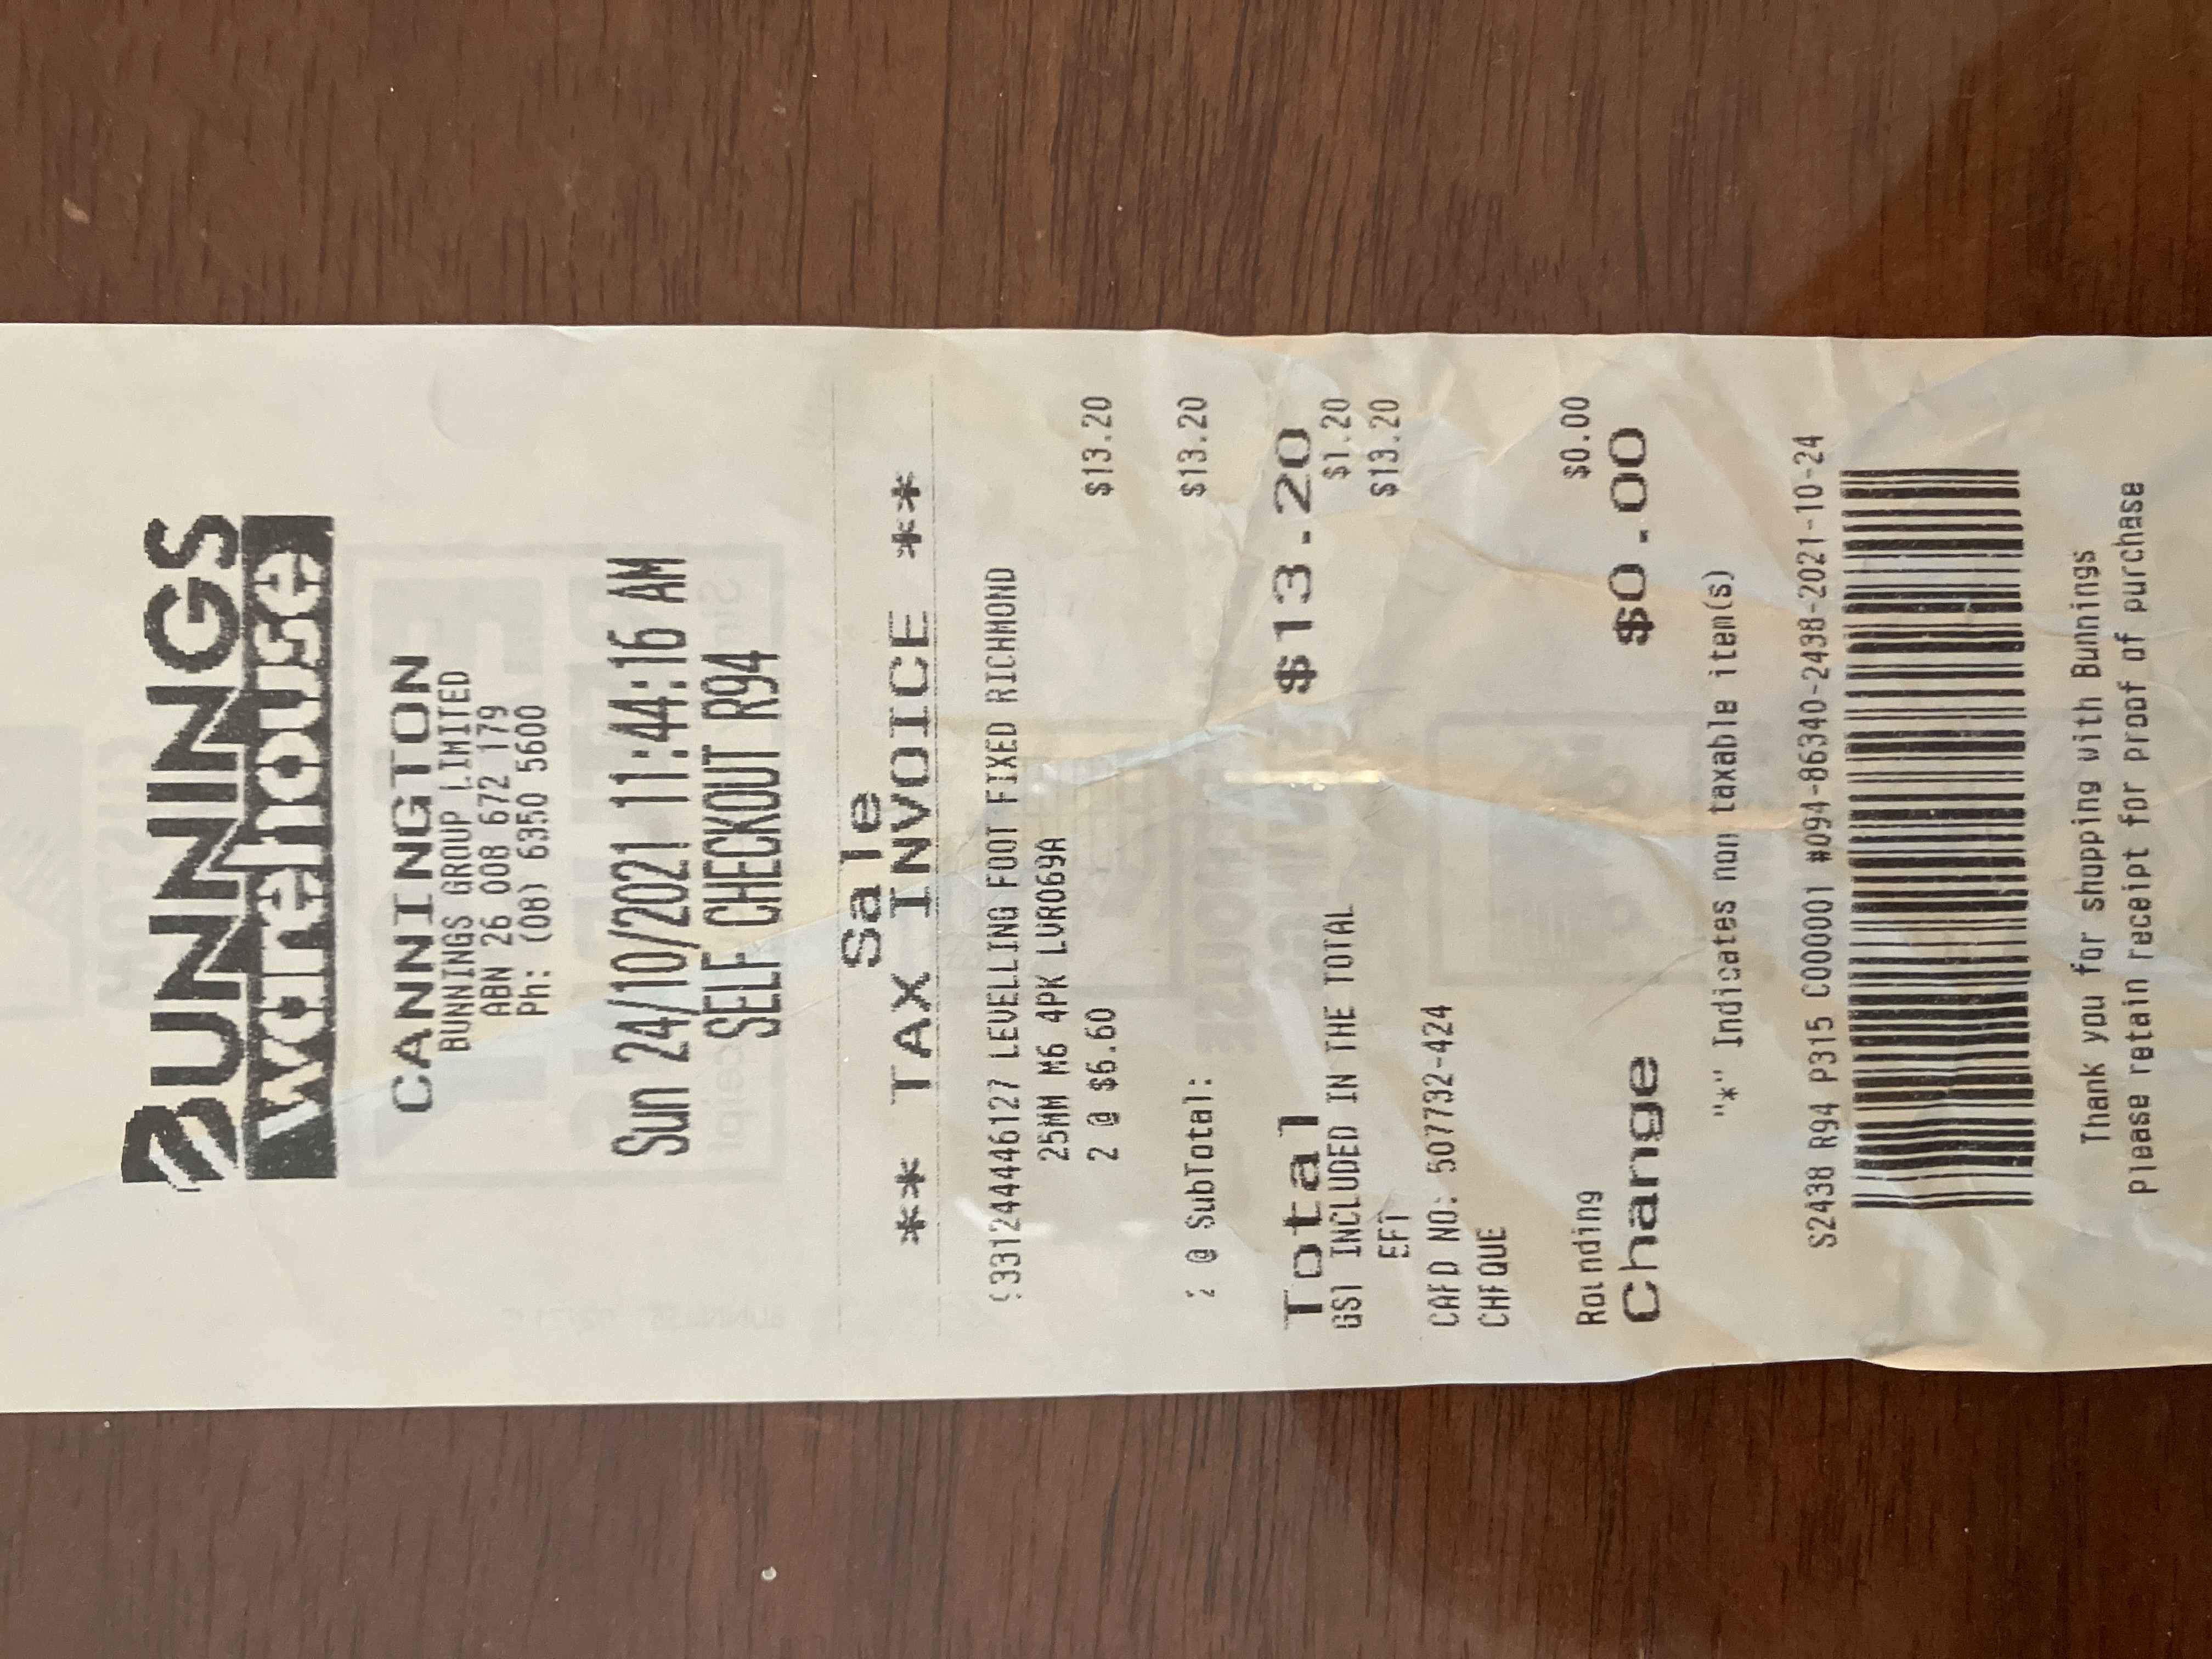 BUNNINGS
warehouse
CANNINGTON
BUNNINGS GROUP LIMITED
ABN 26 008 672 179
Ph: (08) 6350 5600
Sun 24/10/2021 11:44:16 AM
SELF CHECKOUT R94
Sale
** TAX INVOICE **
9331244446127 LEVELLING FOOT FIXED RICHMOND
25MM M6 4PK LVR069A
2 @ $6.60 $13.20
2 @ SubTotal: $13.20
Total $13.20
GST INCLUDED IN THE TOTAL $1.20
EFT $13.20
CARD NO: 507732-424
CHEQUE
Rounding $0.00
Change $0.00
"*" Indicates non taxable item(s)
S2438 R94 P315 C000001 #094-86340-2438-2021-10-24
Thank you for shopping with Bunnings
Please retain receipt for proof of purchase